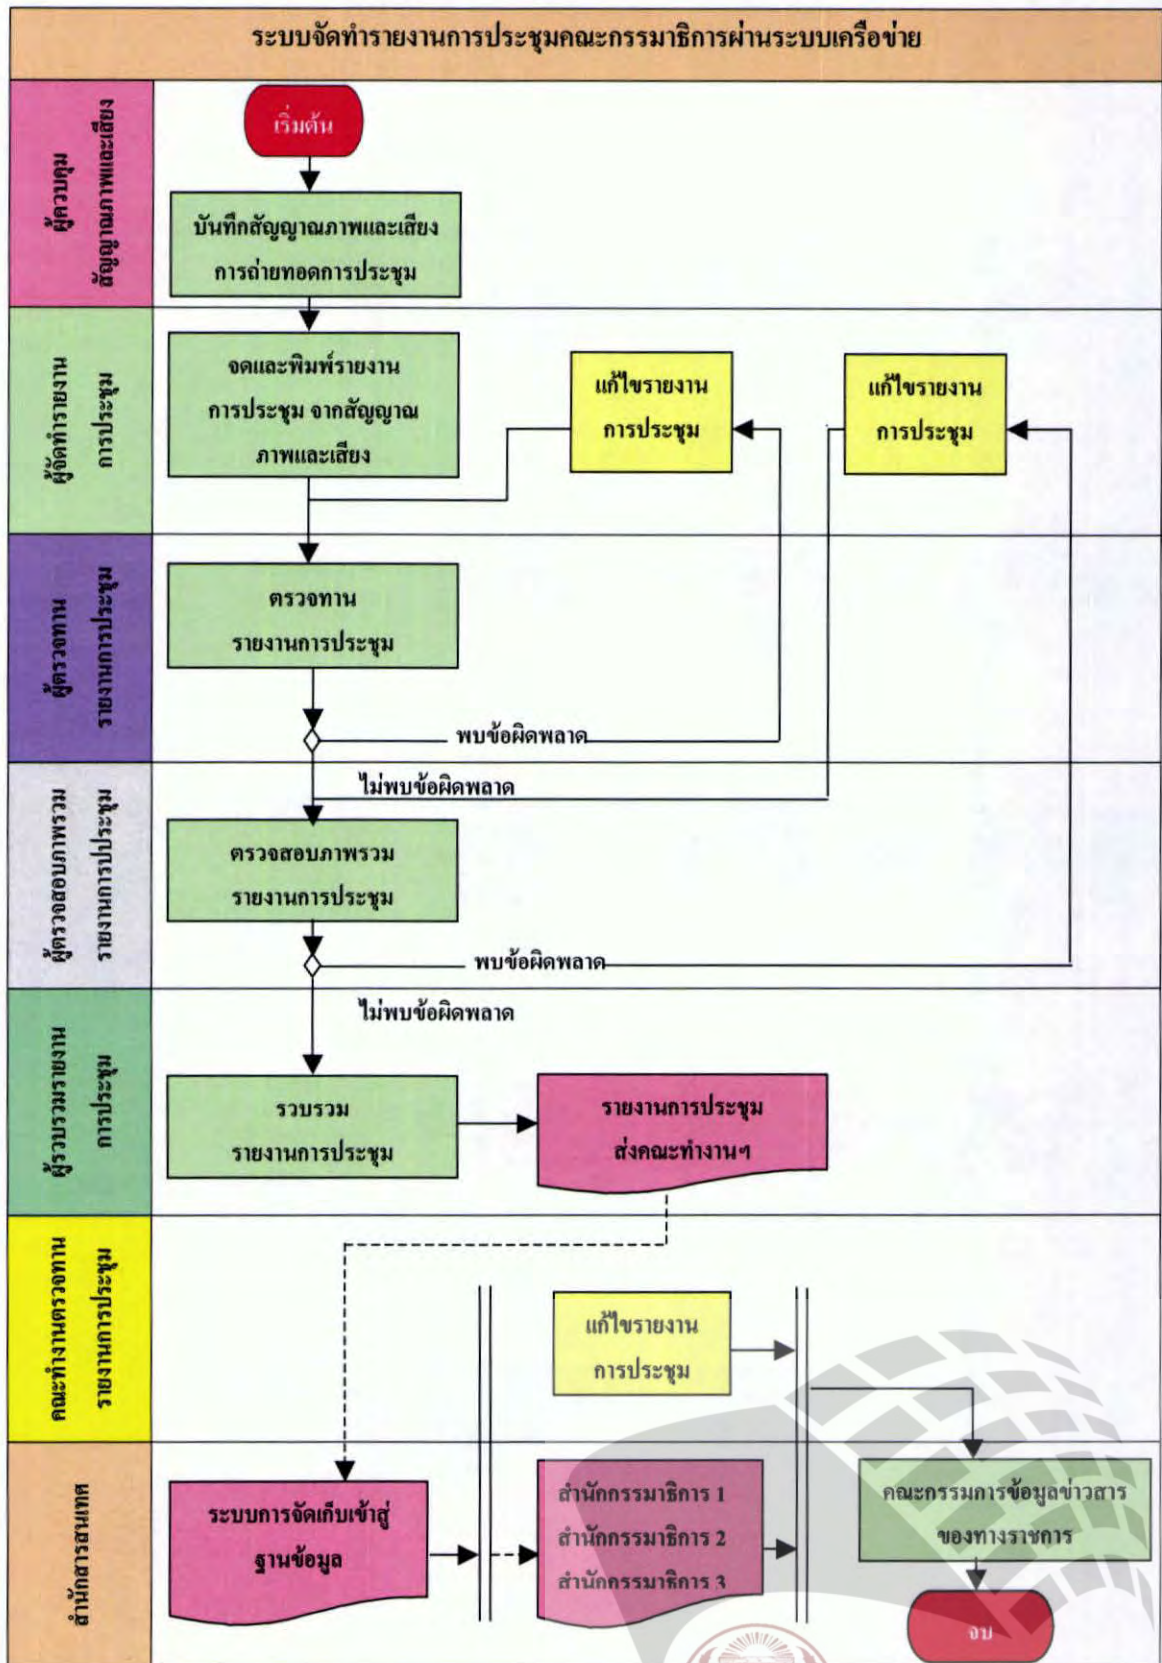 ระบบจัดทำรายงานการประชุมคณะกรรมาธิการผ่านระบบเครือข่าย
ผู้ควบคุม
สัญญาณภาพและเสียง
เริ่มต้น
บันทึกสัญญาณภาพและเสียง
การถ่ายทอดการประชุม
ผู้จัดทำรายงาน
การประชุม
จดและพิมพ์รายงาน
การประชุม จากสัญญาณ
ภาพและเสียง
แก้ไขรายงาน
การประชุม
แก้ไขรายงาน
การประชุม
ผู้ตรวจทาน
รายงานการประชุม
ตรวจทาน
รายงานการประชุม
พบข้อผิดพลาด
ไม่พบข้อผิดพลาด
ผู้ตรวจสอบภาพรวม
รายงานการประชุม
ตรวจสอบภาพรวม
รายงานการประชุม
พบข้อผิดพลาด
ไม่พบข้อผิดพลาด
ผู้รวบรวมรายงาน
การประชุม
รวบรวม
รายงานการประชุม
รายงานการประชุม
ส่งคณะทำงานฯ
คณะทำงานตรวจทาน
รายงานการประชุม
แก้ไขรายงาน
การประชุม
สำนักสารสนเทศ
ระบบการจัดเก็บเข้าสู่
ฐานข้อมูล
สำนักกรรมาธิการ 1
สำนักกรรมาธิการ 2
สำนักกรรมาธิการ 3
คณะกรรมการข้อมูลข่าวสาร
ของทางราชการ
จบ